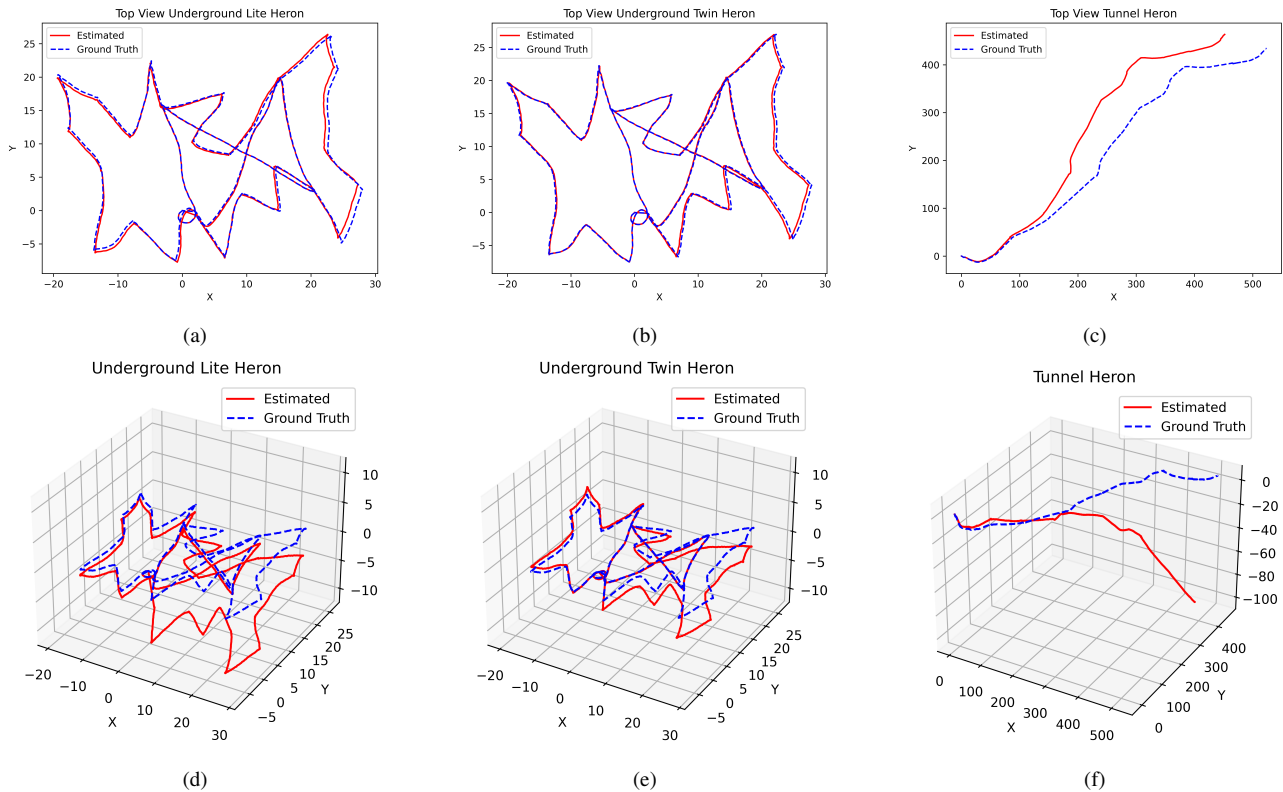 Top View Underground Lite Heron
Estimated
Ground Truth
25
20
15
10
5
0
−5
Y
−20 −10 0 10 20 30
X
(a)
Top View Underground Twin Heron
Estimated
Ground Truth
25
20
15
10
5
0
−5
Y
−20 −10 0 10 20 30
X
(b)
Top View Tunnel Heron
Estimated
Ground Truth
400
300
200
100
0
Y
0 100 200 300 400 500
X
(c)
Underground Lite Heron
Estimated
Ground Truth
10
5
0
−5
−10
25
20
15
10
5
0
−5
Y
−20 −10 0 10 20 30
X
(d)
Underground Twin Heron
Estimated
Ground Truth
10
5
0
−5
−10
25
20
15
10
5
0
−5
Y
−20 −10 0 10 20 30
X
(e)
Tunnel Heron
Estimated
Ground Truth
0
−20
−40
−60
−80
−100
400
300
200
100
0
Y
0 100 200 300 400 500
X
(f)